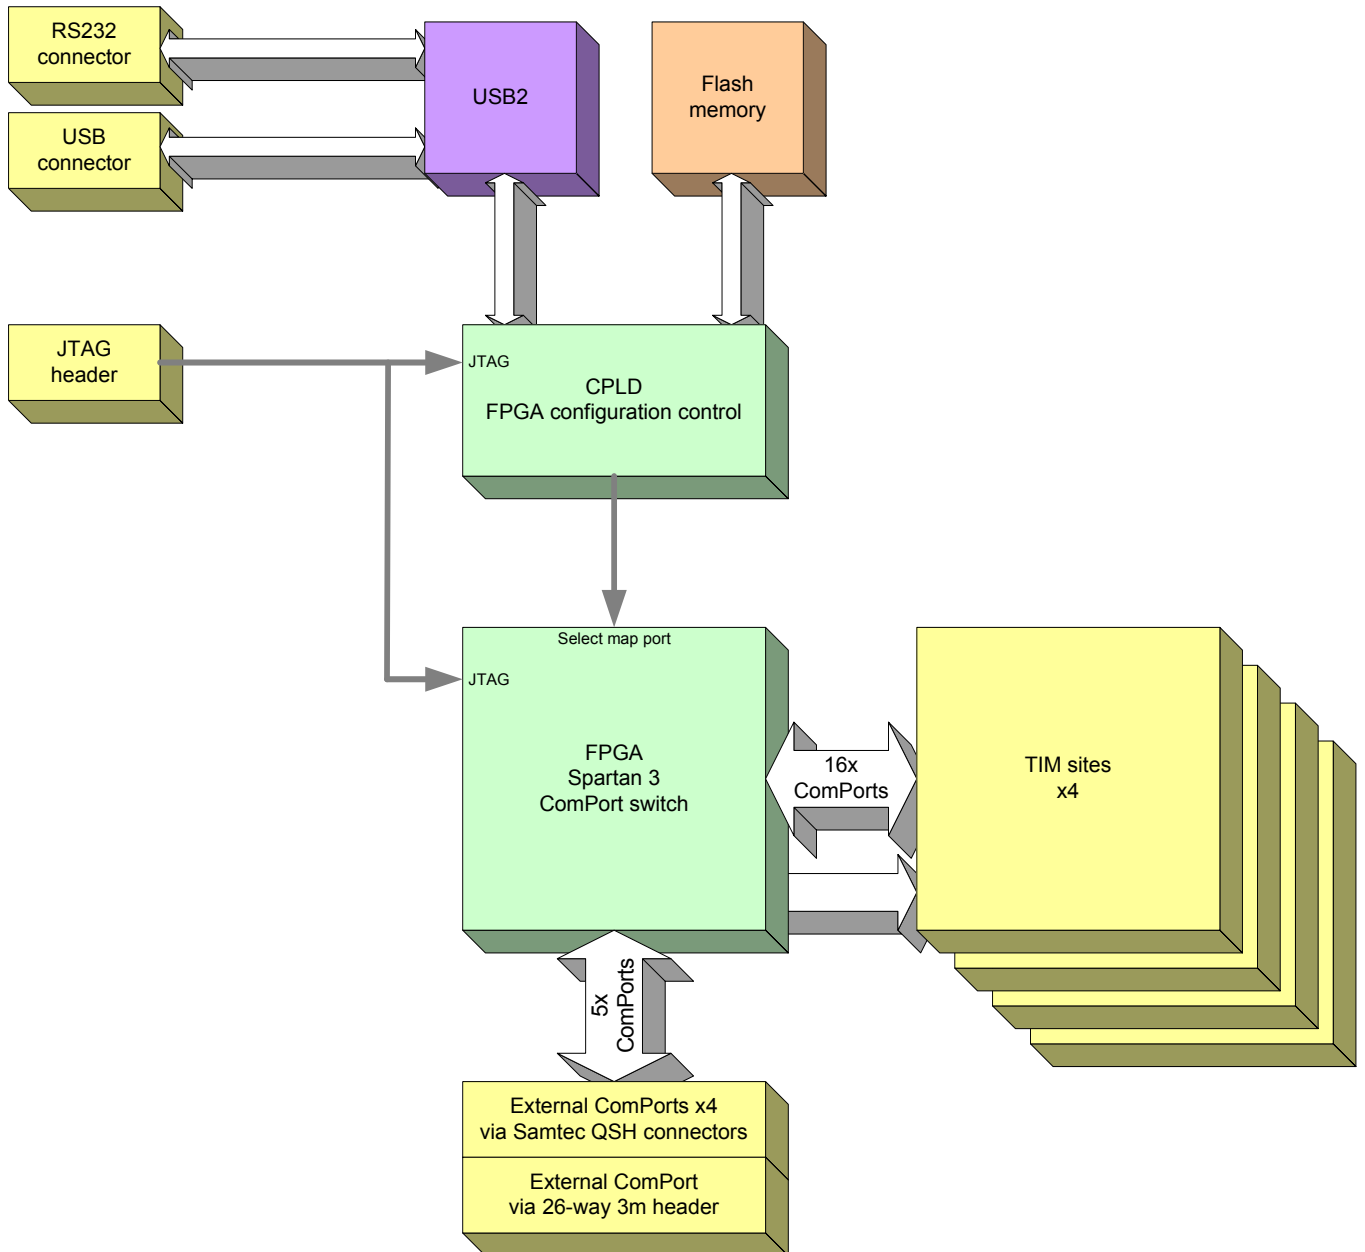 RS232
connector
USB
connector
USB2
Flash
memory
JTAG
header
JTAG
CPLD
FPGA configuration control
Select map port
JTAG
FPGA
Spartan 3
ComPort switch
16x
ComPorts
TIM sites
x4
5x
ComPorts
External ComPorts x4
via Samtec QSH connectors
External ComPort
via 26-way 3m header